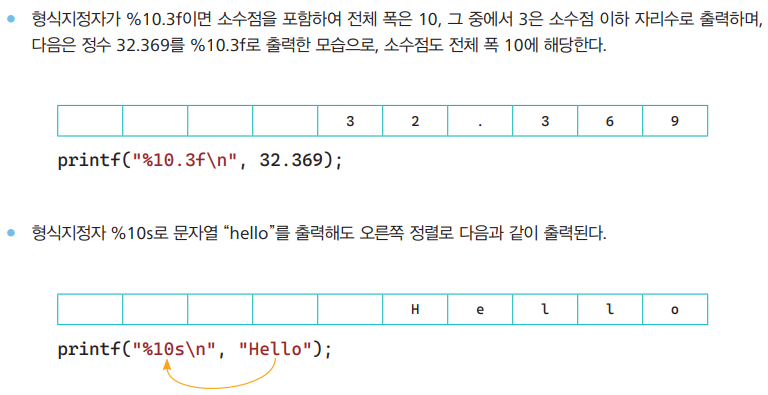 • 형식지정자가 %10.3f이면 소수점을 포함하여 전체 폭은 10, 그 중에서 3은 소수점 이하 자리수로 출력하며,
다음은 정수 32.369를 %10.3f로 출력한 모습으로, 소수점도 전체 폭 10에 해당한다.
3 2 . 3 6 9
printf("%10.3f\n", 32.369);
• 형식지정자 %10s로 문자열 “hello”를 출력해도 오른쪽 정렬로 다음과 같이 출력된다.
H e l l o
printf("%10s\n", "Hello");